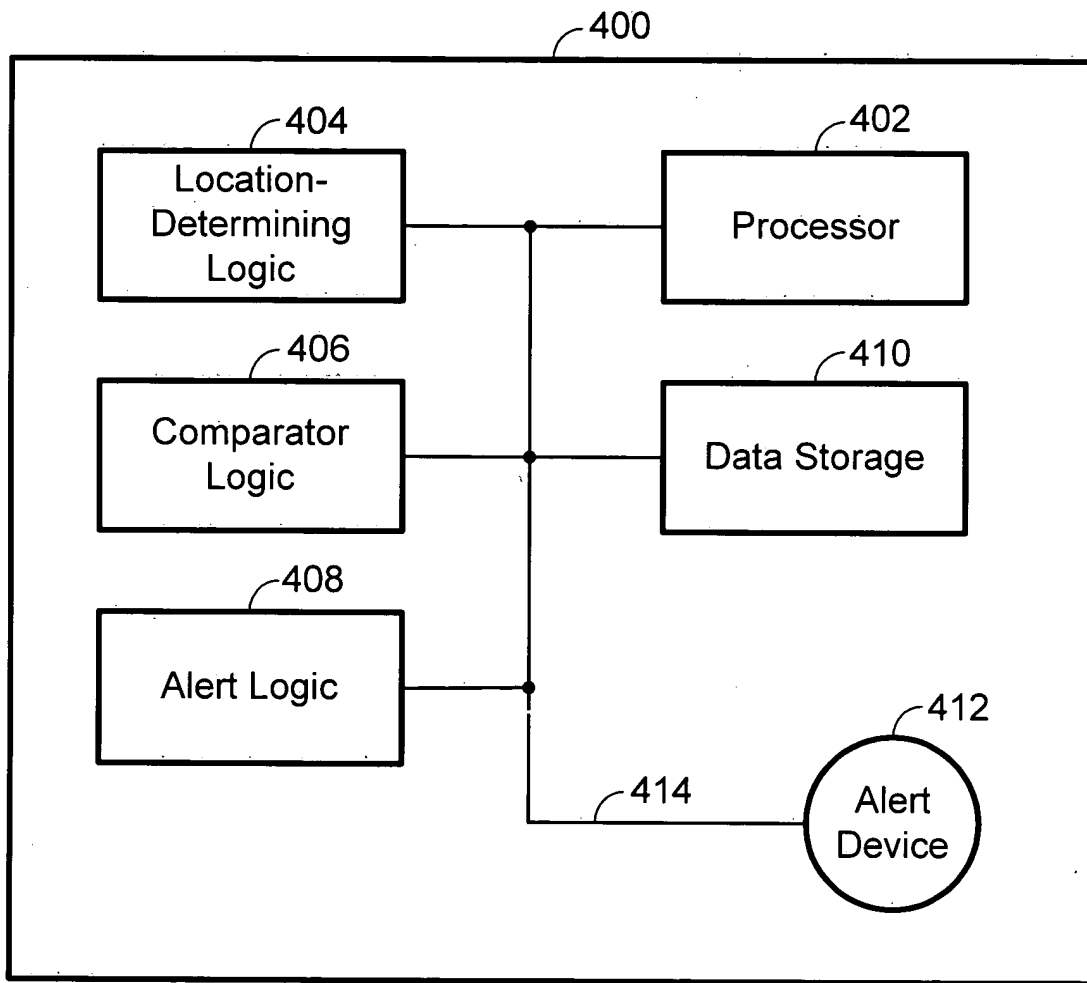 400
404
402
Location-
Determining
Logic
Processor
406
410
Comparator
Logic
Data Storage
408
Alert Logic
412
414
Alert
Device